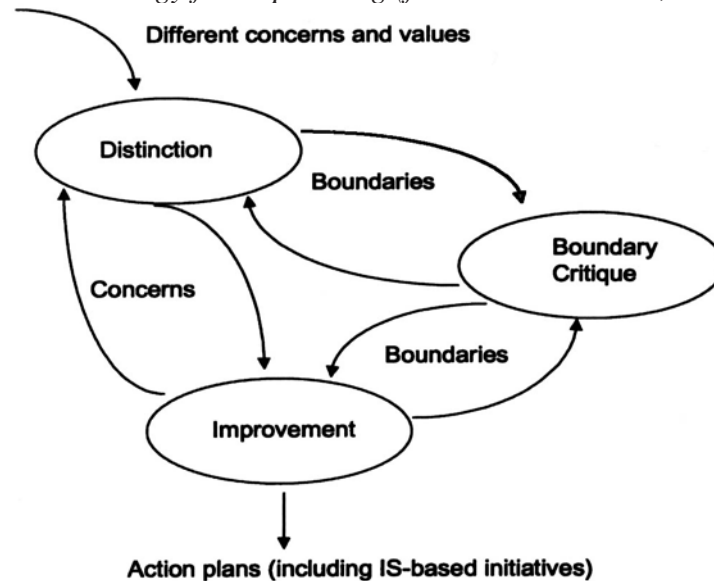 Different concerns and values
Distinction
Boundaries
Boundary
Critique
Concerns
Boundaries
Improvement
Action plans (including IS-based initiatives)